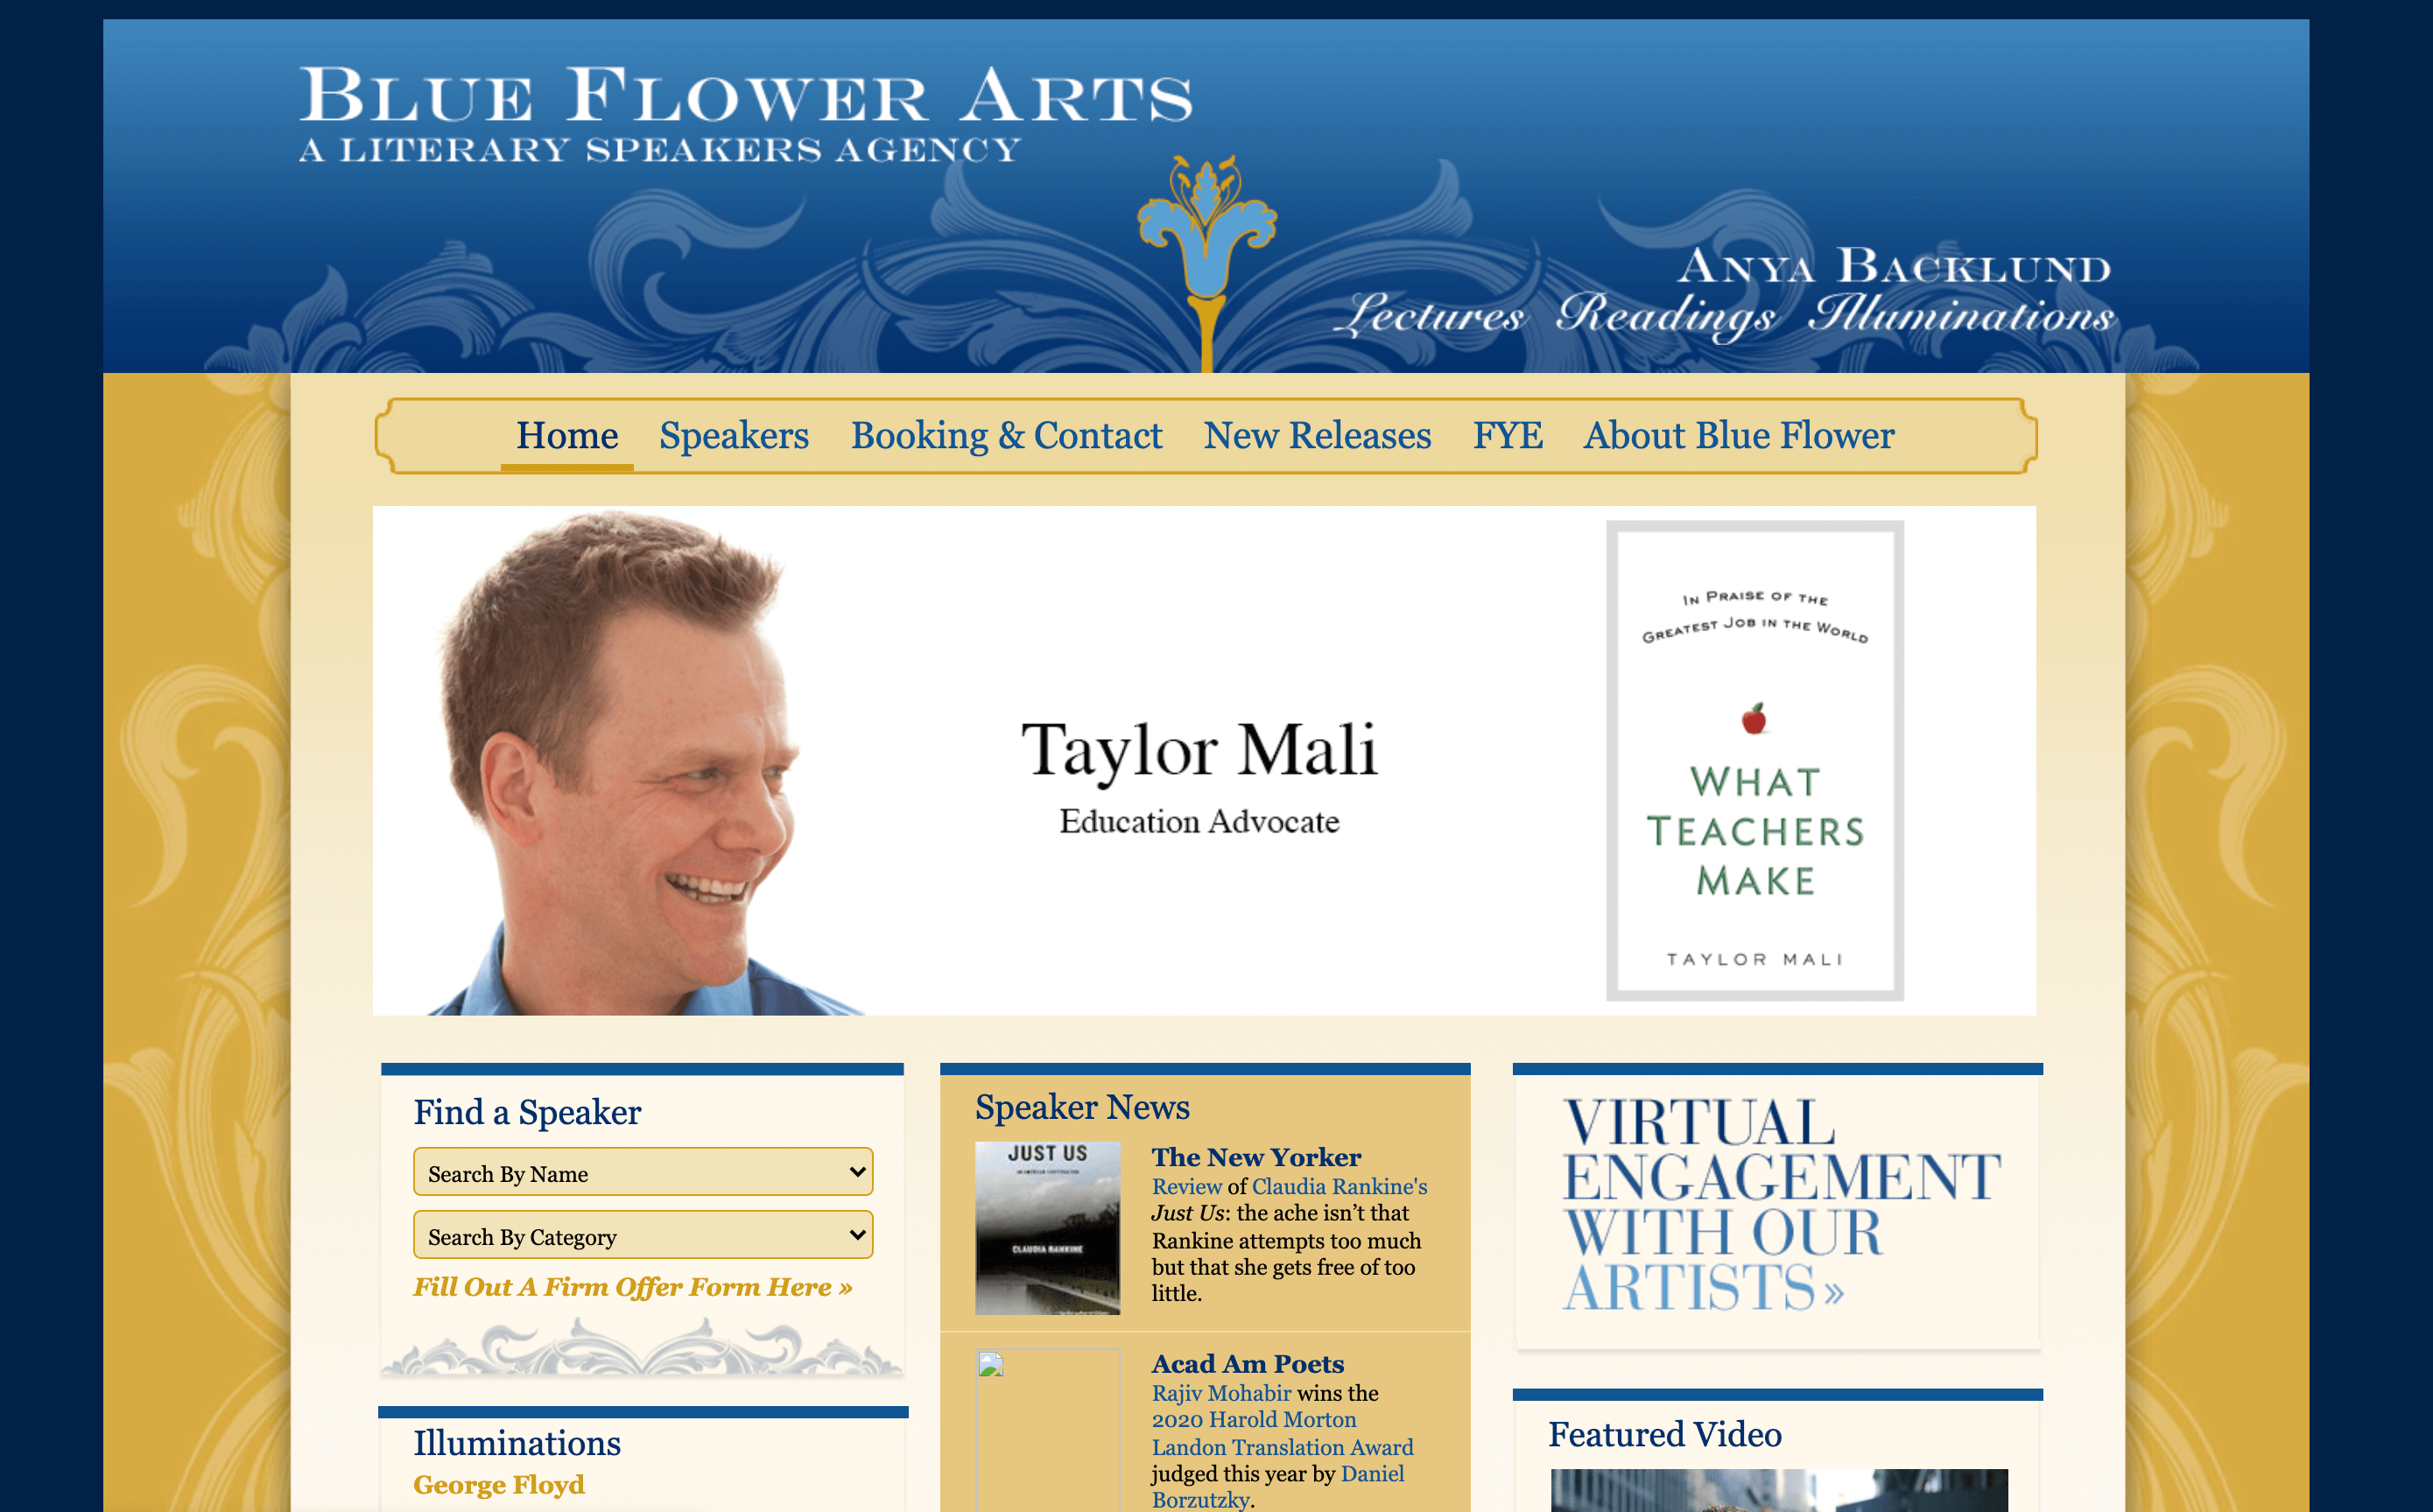 BLUE FLOWER ARTS
A LITERARY SPEAKERS AGENCY
ANYA BACKLUND
Lectures Readings Illuminations
Home Speakers Booking & Contact New Releases FYE About Blue Flower
Taylor Mali
Education Advocate
IN PRAISE OF THE
GREATEST JOB IN THE WORLD
WHAT
TEACHERS
MAKE
TAYLOR MALI
Find a Speaker
Search By Name
Search By Category
Fill Out A Firm Offer Form Here »
Illuminations
George Floyd
Speaker News
JUST US
AN AMERICAN CONVERSATION
CLAUDIA RANKINE
The New Yorker
Review of Claudia Rankine's
Just Us: the ache isn’t that
Rankine attempts too much
but that she gets free of too
little.
Acad Am Poets
Rajiv Mohabir wins the
2020 Harold Morton
Landon Translation Award
judged this year by Daniel
Borzutzky.
VIRTUAL
ENGAGEMENT
WITH OUR
ARTISTS »
Featured Video